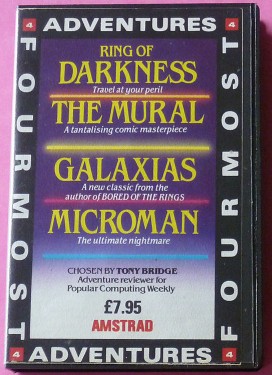 4 ADVENTURES 4
FOURMOST
FOURMOST
RING OF
DARKNESS
Travel at your peril
THE MURAL
A tantalising comic masterpiece
GALAXIAS
A new classic from the
author of BORED OF THE RINGS
MICROMAN
The ultimate nightmare
CHOSEN BY TONY BRIDGE
Adventure reviewer for
Popular Computing Weekly
£7.95
AMSTRAD
4 ADVENTURES 4